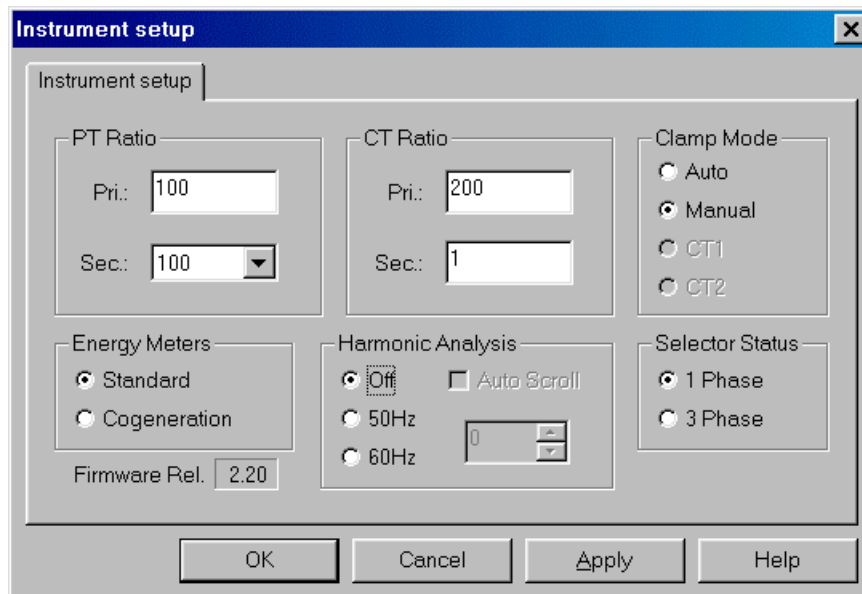 Instrument setup
Instrument setup
PT Ratio
Pri.: 100
Sec.: 100
CT Ratio
Pri.: 200
Sec.: 1
Clamp Mode
Auto
Manual
CT1
CT2
Energy Meters
Standard
Cogeneration
Firmware Rel. 2.20
Harmonic Analysis
Off Auto Scroll
50Hz
60Hz
0
Selector Status
1 Phase
3 Phase
OK Cancel Apply Help